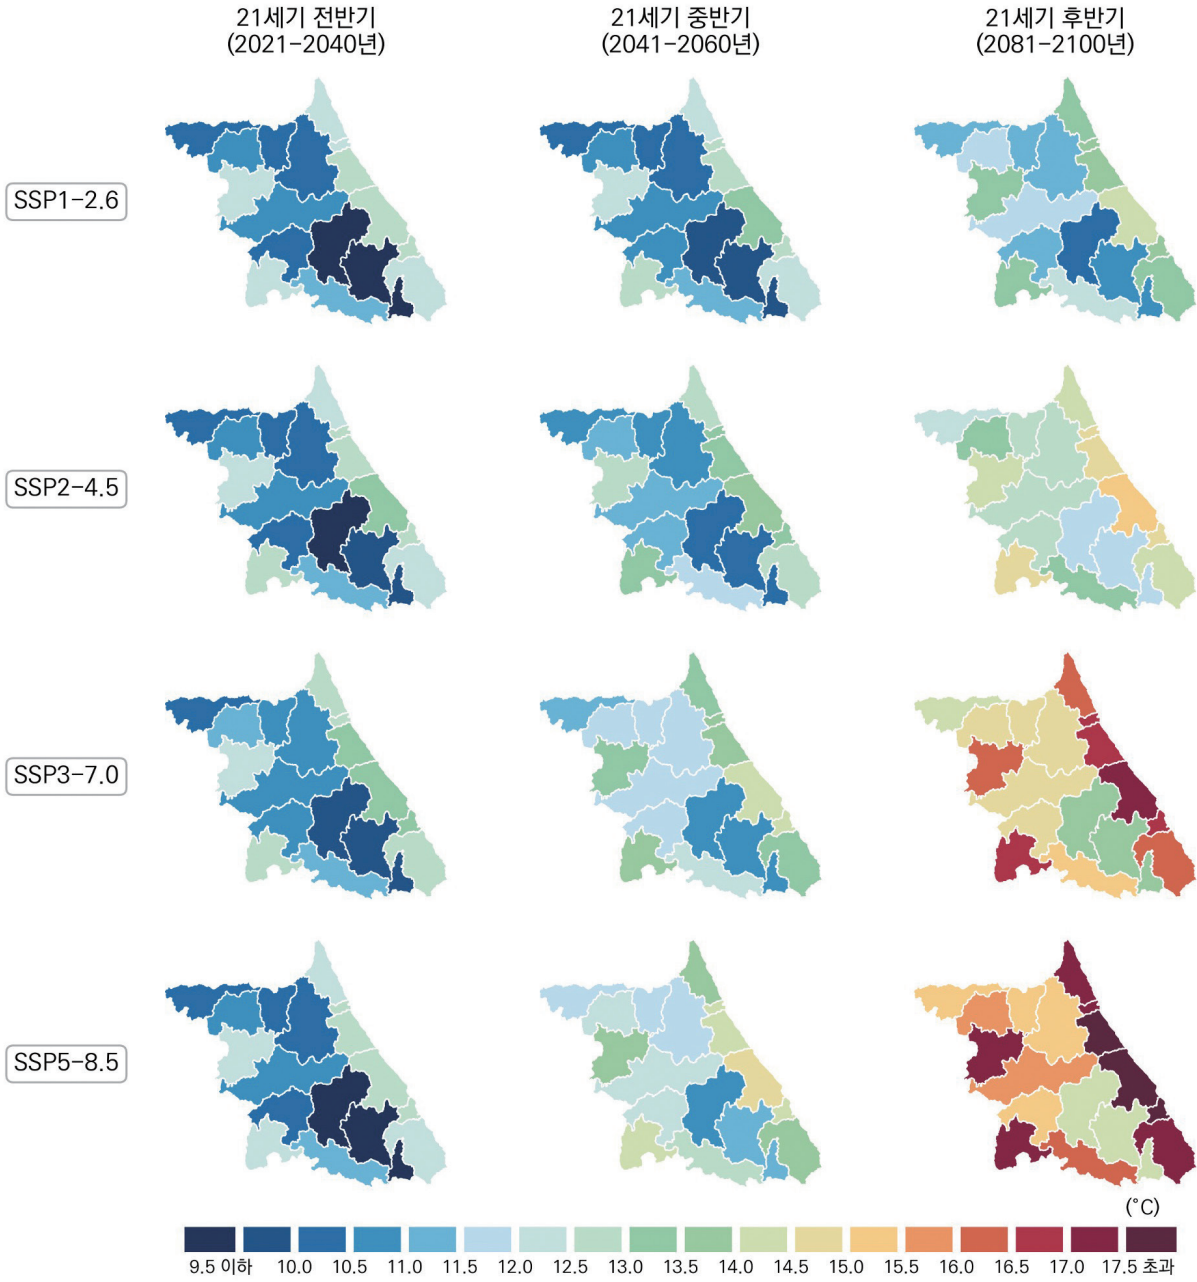 21세기 전반기
(2021-2040년)
21세기 중반기
(2041-2060년)
21세기 후반기
(2081-2100년)
SSP1-2.6
SSP2-4.5
SSP3-7.0
SSP5-8.5
(°C)
9.5 이하 10.0 10.5 11.0 11.5 12.0 12.5 13.0 13.5 14.0 14.5 15.0 15.5 16.0 16.5 17.0 17.5 초과